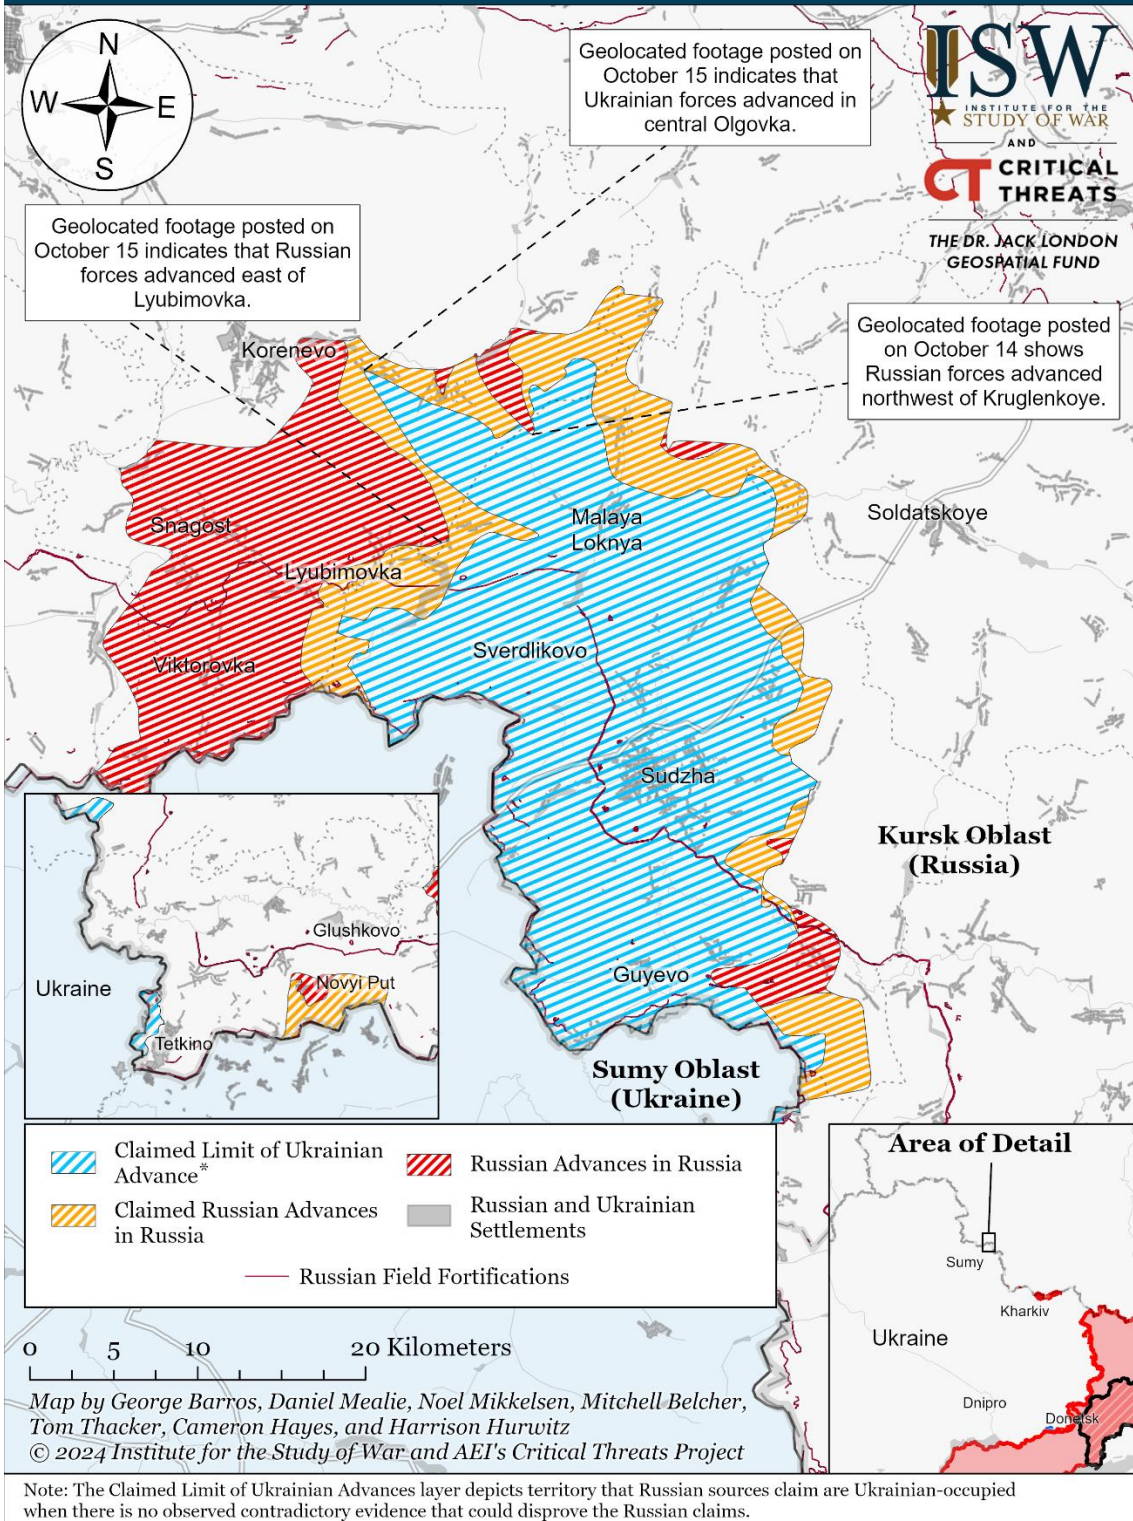 N
W
E
S
Geolocated footage posted on
October 15 indicates that
Ukrainian forces advanced in
central Olgovka.
ISW
INSTITUTE FOR THE
STUDY OF WAR
AND
CT CRITICAL
THREATS
THE DR. JACK LONDON
GEOSPATIAL FUND
Geolocated footage posted on
October 15 indicates that Russian
forces advanced east of
Lyubimovka.
Geolocated footage posted
on October 14 shows
Russian forces advanced
northwest of Kruglenkoye.
Korenevo
Snagost
Malaya
Loknya
Soldatskoye
Lyubimovka
Sverdlikovo
Viktorovka
Sudzha
Kursk Oblast
(Russia)
Glushkovo
Ukraine
Novyi Put
Tetkino
Guyevo
Sumy Oblast
(Ukraine)
Claimed Limit of Ukrainian
Advance*
Russian Advances in Russia
Claimed Russian Advances
in Russia
Russian and Ukrainian
Settlements
Russian Field Fortifications
Area of Detail
Sumy
Kharkiv
Ukraine
Dnipro
Donetsk
0 5 10 20 Kilometers
Map by George Barros, Daniel Mealie, Noel Mikkelsen, Mitchell Belcher,
Tom Thacker, Cameron Hayes, and Harrison Hurwitz
© 2024 Institute for the Study of War and AEI's Critical Threats Project
Note: The Claimed Limit of Ukrainian Advances layer depicts territory that Russian sources claim are Ukrainian-occupied
when there is no observed contradictory evidence that could disprove the Russian claims.